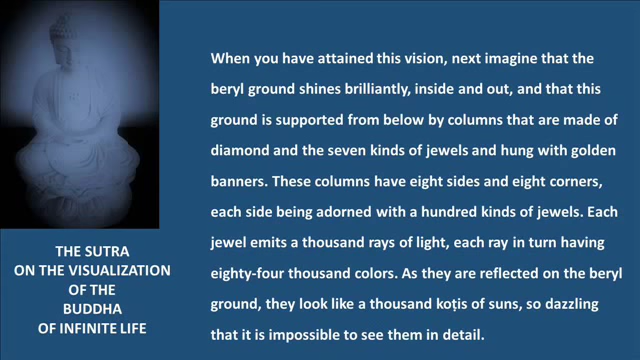 When you have attained this vision, next imagine that the
beryl ground shines brilliantly, inside and out, and that this
ground is supported from below by columns that are made of
diamond and the seven kinds of jewels and hung with golden
banners. These columns have eight sides and eight corners,
each side being adorned with a hundred kinds of jewels. Each
jewel emits a thousand rays of light, each ray in turn having
eighty-four thousand colors. As they are reflected on the beryl
ground, they look like a thousand koṭis of suns, so dazzling
that it is impossible to see them in detail.
THE SUTRA
ON THE VISUALIZATION
OF THE
BUDDHA
OF INFINITE LIFE